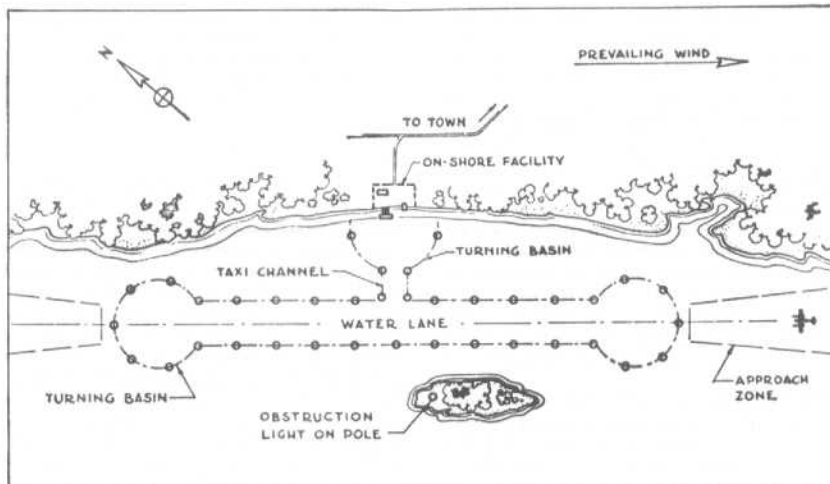 N
PREVAILING WIND
TO TOWN
ON-SHORE FACILITY
TURNING BASIN
TAXI CHANNEL
WATER LANE
TURNING BASIN
APPROACH
ZONE
OBSTRUCTION
LIGHT ON POLE